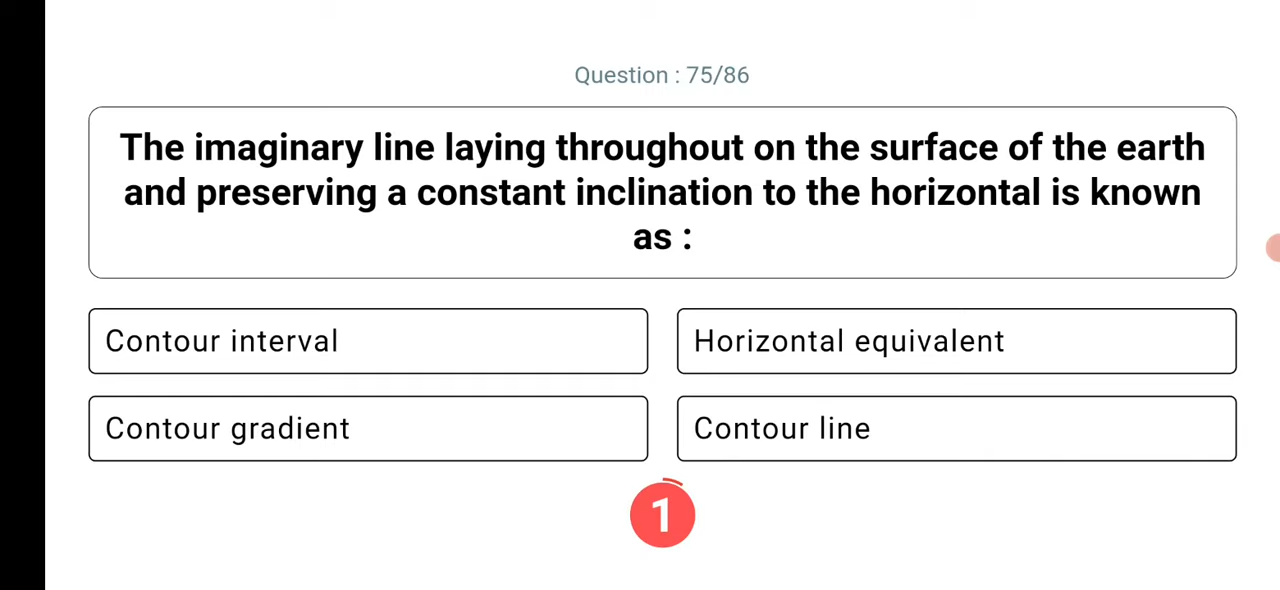 Question : 75/86
The imaginary line laying throughout on the surface of the earth
and preserving a constant inclination to the horizontal is known
as :
Contour interval
Horizontal equivalent
Contour gradient
Contour line
1